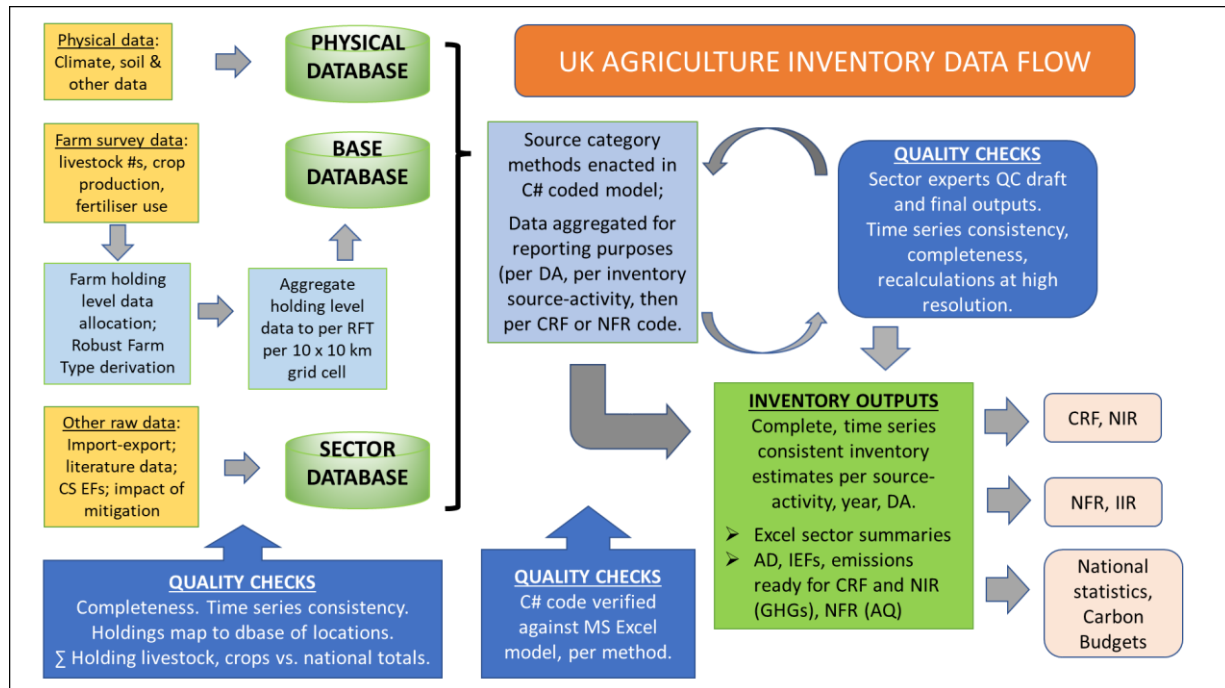 UK AGRICULTURE INVENTORY DATA FLOW
Physical data:
Climate, soil &
other data
PHYSICAL
DATABASE
Farm survey data:
livestock #s, crop
production,
fertiliser use
BASE
DATABASE
Farm holding
level data
allocation;
Robust Farm
Type derivation
Aggregate
holding level
data to per RFT
per 10 x 10 km
grid cell
Other raw data:
Import-export;
literature data;
CS EFs; impact of
mitigation
SECTOR
DATABASE
QUALITY CHECKS
Completeness. Time series consistency.
Holdings map to dbase of locations.
∑ Holding livestock, crops vs. national totals.
Source category
methods enacted in
C# coded model;
Data aggregated for
reporting purposes
(per DA, per inventory
source-activity, then
per CRF or NFR code.
QUALITY CHECKS
C# code verified
against MS Excel
model, per method.
QUALITY CHECKS
Sector experts QC draft
and final outputs.
Time series consistency,
completeness,
recalculations at high
resolution.
INVENTORY OUTPUTS
Complete, time series
consistent inventory
estimates per source-
activity, year, DA.
➢ Excel sector summaries
➢ AD, IEFs, emissions
ready for CRF and NIR
(GHGs), NFR (AQ)
CRF, NIR
NFR, IIR
National
statistics,
Carbon
Budgets